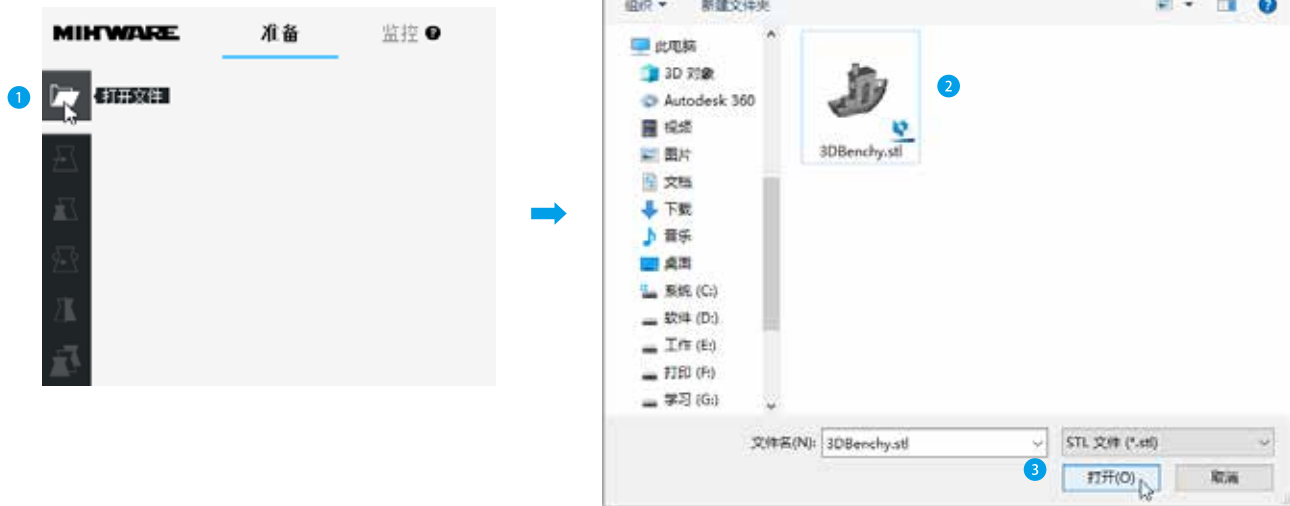 MIHWARE 准备 监控 ?
1 打开文件
组织 新建文件夹 ?
此电脑
3D 对象
Autodesk 360
视频
图片
文档
下载
音乐
桌面
系统 (C:)
软件 (D:)
工作 (E:)
打印 (F:)
学习 (G:)
2
3DBenchy.stl
文件名(N): 3DBenchy.stl STL 文件 (*.stl)
3 打开(O) 取消